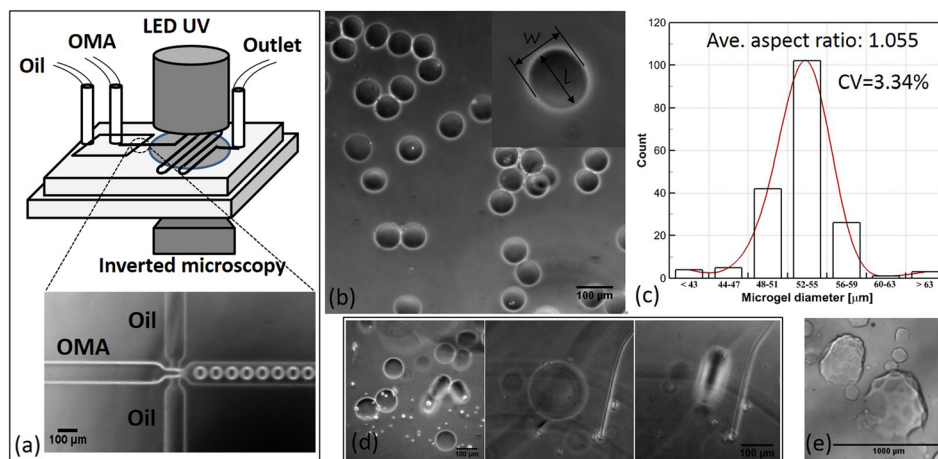 LED UV
OMA
Outlet
Oil
Inverted microscopy
Oil
OMA
Oil
100 μm
(a)
W
L
100 μm
(b)
Ave. aspect ratio: 1.055
CV=3.34%
120
100
80
60
40
20
0
Count
< 43
44-47
48-51
52-55
56-59
60-63
> 63
Microgel diameter [μm]
(c)
(d)
100 μm
100 μm
(e)
1000 μm